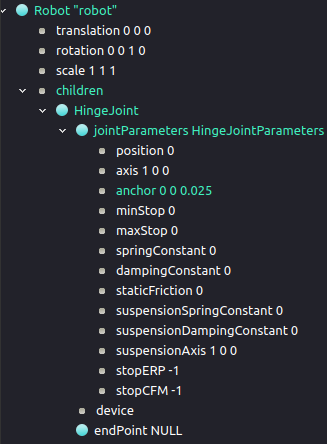 Robot "robot"
translation 0 0 0
rotation 0 0 1 0
scale 1 1 1
children
HingeJoint
jointParameters HingeJointParameters
position 0
axis 1 0 0
anchor 0 0 0.025
minStop 0
maxStop 0
springConstant 0
dampingConstant 0
staticFriction 0
suspensionSpringConstant 0
suspensionDampingConstant 0
suspensionAxis 1 0 0
stopERP -1
stopCFM -1
device
endPoint NULL